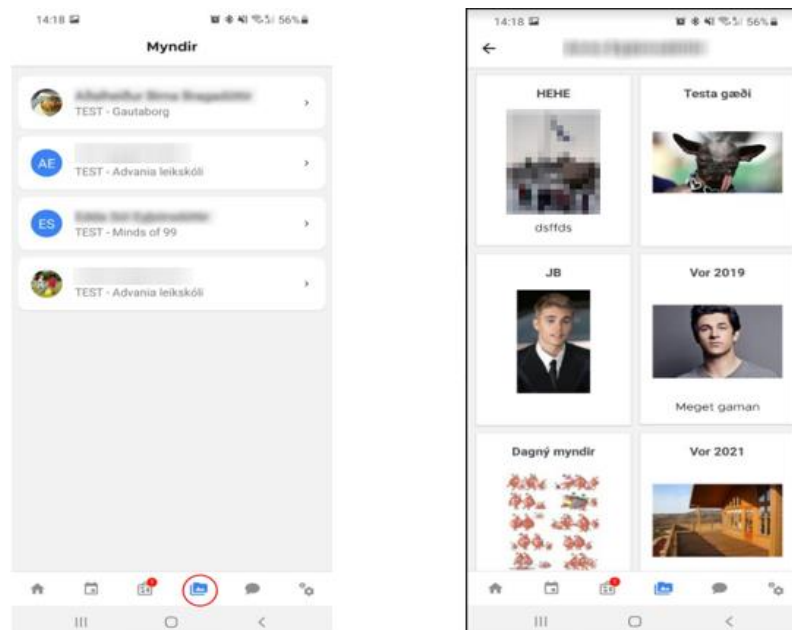 14:18
56%
Myndir
TEST - Gautaborg
AE
TEST - Advania leikskóli
ES
TEST - Minds of 99
TEST - Advania leikskóli
14:18
56%
HEHE
dsffds
Testa gæði
JB
Vor 2019
Meget gaman
Dagný myndir
Vor 2021